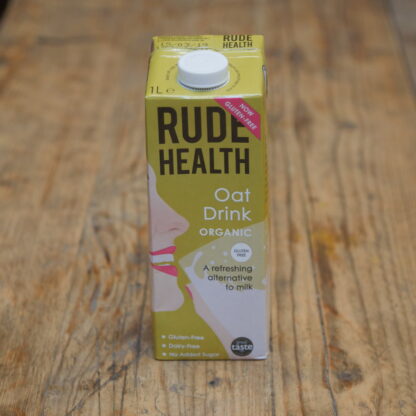 RUDE
HEALTH
1L e
NOW
GLUTEN-FREE
RUDE
HEALTH
Oat
Drink
ORGANIC
GLUTEN
FREE
A refreshing
alternative
to milk
Gluten-Free
Dairy-Free
No Added Sugar
great
taste